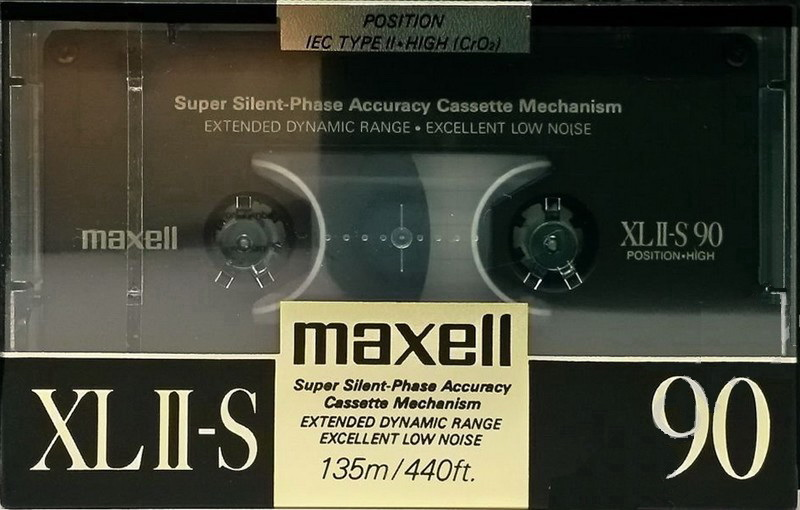 POSITION
IEC TYPE II•HIGH (CrO₂)
Super Silent-Phase Accuracy Cassette Mechanism
EXTENDED DYNAMIC RANGE • EXCELLENT LOW NOISE
maxell
XLII-S 90
POSITION•HIGH
maxell
Super Silent-Phase Accuracy
Cassette Mechanism
EXTENDED DYNAMIC RANGE
EXCELLENT LOW NOISE
135m/440ft.
XLII-S
90